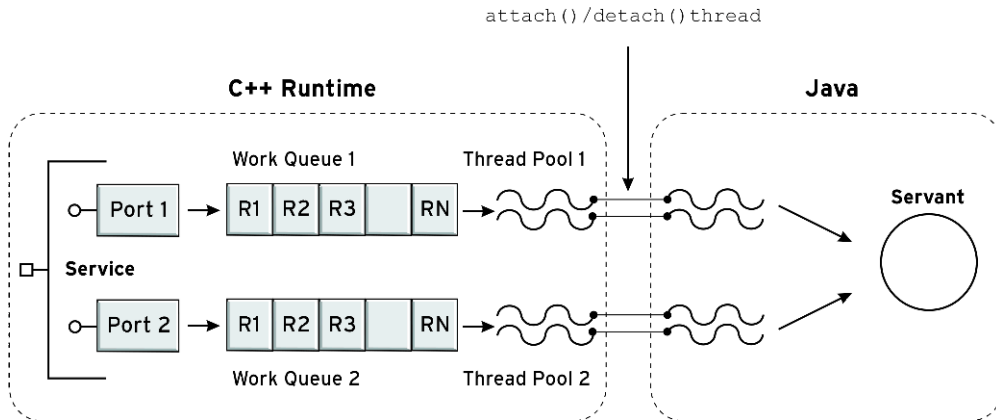 attach()/detach()thread
C++ Runtime
Java
Work Queue 1
Thread Pool 1
Port 1
R1 R2 R3 RN
Servant
Service
Port 2
R1 R2 R3 RN
Work Queue 2
Thread Pool 2